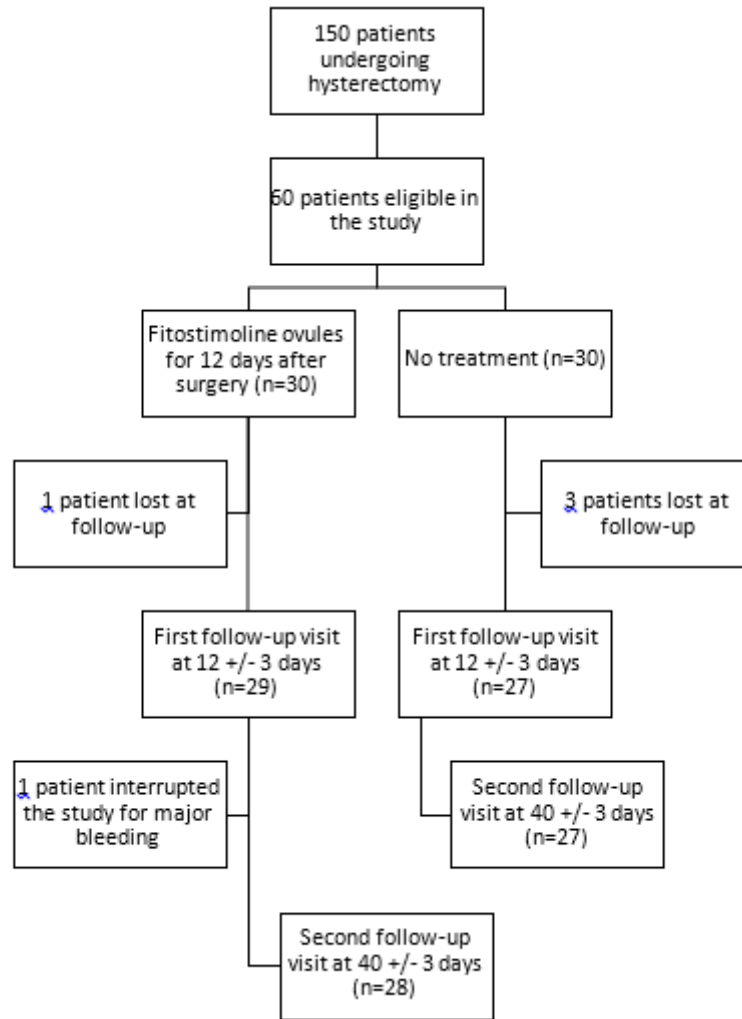 150 patients
undergoing
hysterectomy
60 patients eligible in
the study
Fitostimoline ovules
for 12 days after
surgery (n=30)
No treatment (n=30)
1 patient lost at
follow-up
3 patients lost at
follow-up
First follow-up visit
at 12 +/- 3 days
(n=29)
First follow-up visit
at 12 +/- 3 days
(n=27)
1 patient interrupted
the study for major
bleeding
Second follow-up
visit at 40 +/- 3 days
(n=27)
Second follow-up
visit at 40 +/- 3 days
(n=28)